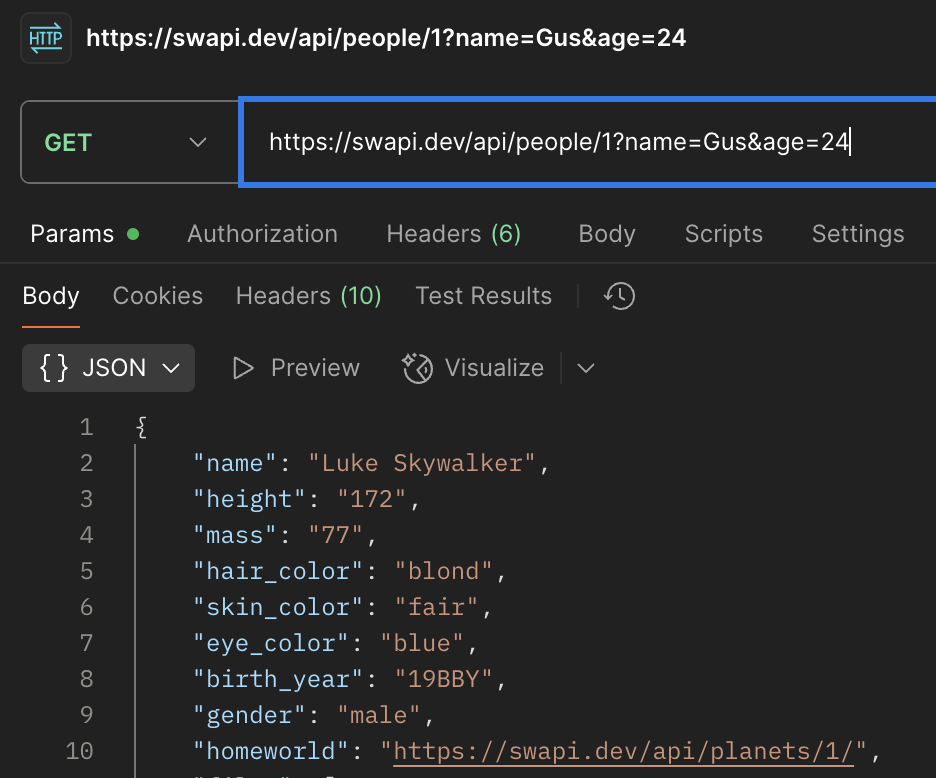 HTTP https://swapi.dev/api/people/1?name=Gus&age=24
GET https://swapi.dev/api/people/1?name=Gus&age=24
Params Authorization Headers (6) Body Scripts Settings
Body Cookies Headers (10) Test Results
{} JSON Preview Visualize
1 {
2 "name": "Luke Skywalker",
3 "height": "172",
4 "mass": "77",
5 "hair_color": "blond",
6 "skin_color": "fair",
7 "eye_color": "blue",
8 "birth_year": "19BBY",
9 "gender": "male",
10 "homeworld": "https://swapi.dev/api/planets/1/",